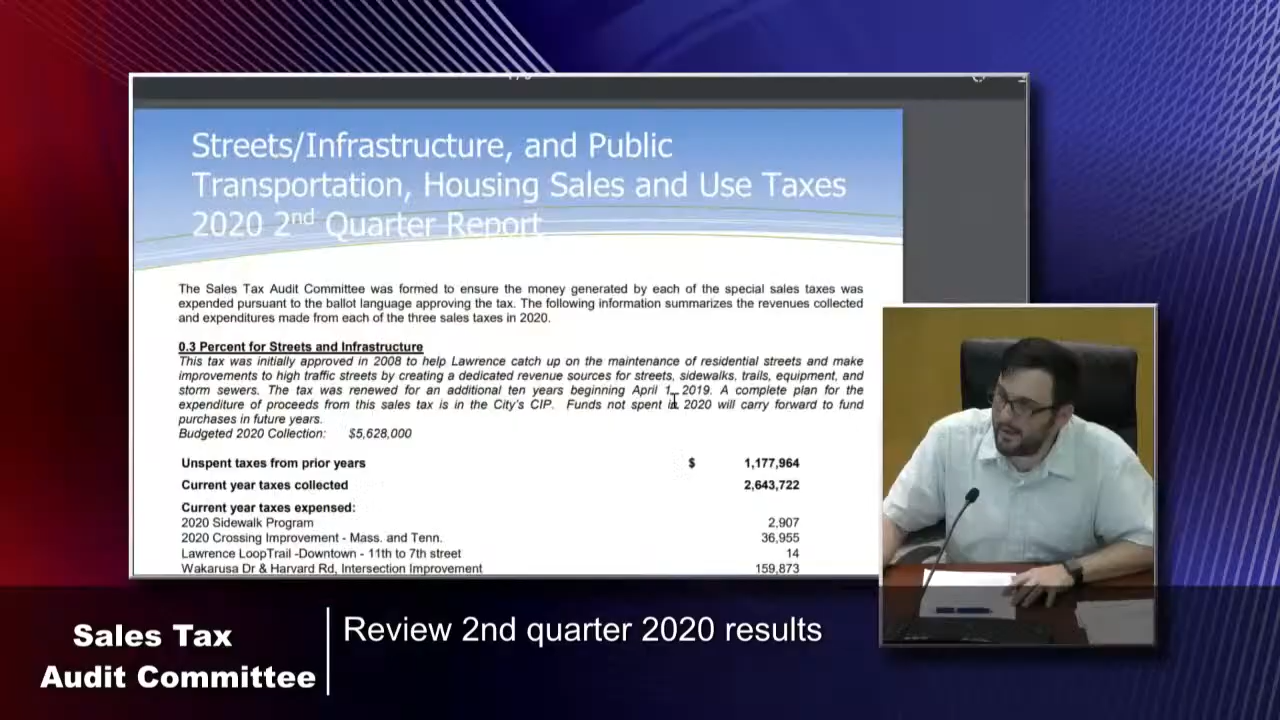 Streets/Infrastructure, and Public
Transportation, Housing Sales and Use Taxes
2020 2nd Quarter Report
The Sales Tax Audit Committee was formed to ensure the money generated by each of the special sales taxes was
expended pursuant to the ballot language approving the tax. The following information summarizes the revenues collected
and expenditures made from each of the three sales taxes in 2020.
0.3 Percent for Streets and Infrastructure
This tax was initially approved in 2008 to help Lawrence catch up on the maintenance of residential streets and make
improvements to high traffic streets by creating a dedicated revenue sources for streets, sidewalks, trails, equipment, and
storm sewers. The tax was renewed for an additional ten years beginning April 1, 2019. A complete plan for the
expenditure of proceeds from this sales tax is in the City's CIP. Funds not spent in 2020 will carry forward to fund
purchases in future years.
Budgeted 2020 Collection: $5,628,000
Unspent taxes from prior years $ 1,177,964
Current year taxes collected 2,643,722
Current year taxes expensed:
2020 Sidewalk Program 2,907
2020 Crossing Improvement - Mass. and Tenn. 36,955
Lawrence LoopTrail -Downtown - 11th to 7th street 14
Wakarusa Dr & Harvard Rd, Intersection Improvement 159,873
Sales Tax
Audit Committee
Review 2nd quarter 2020 results